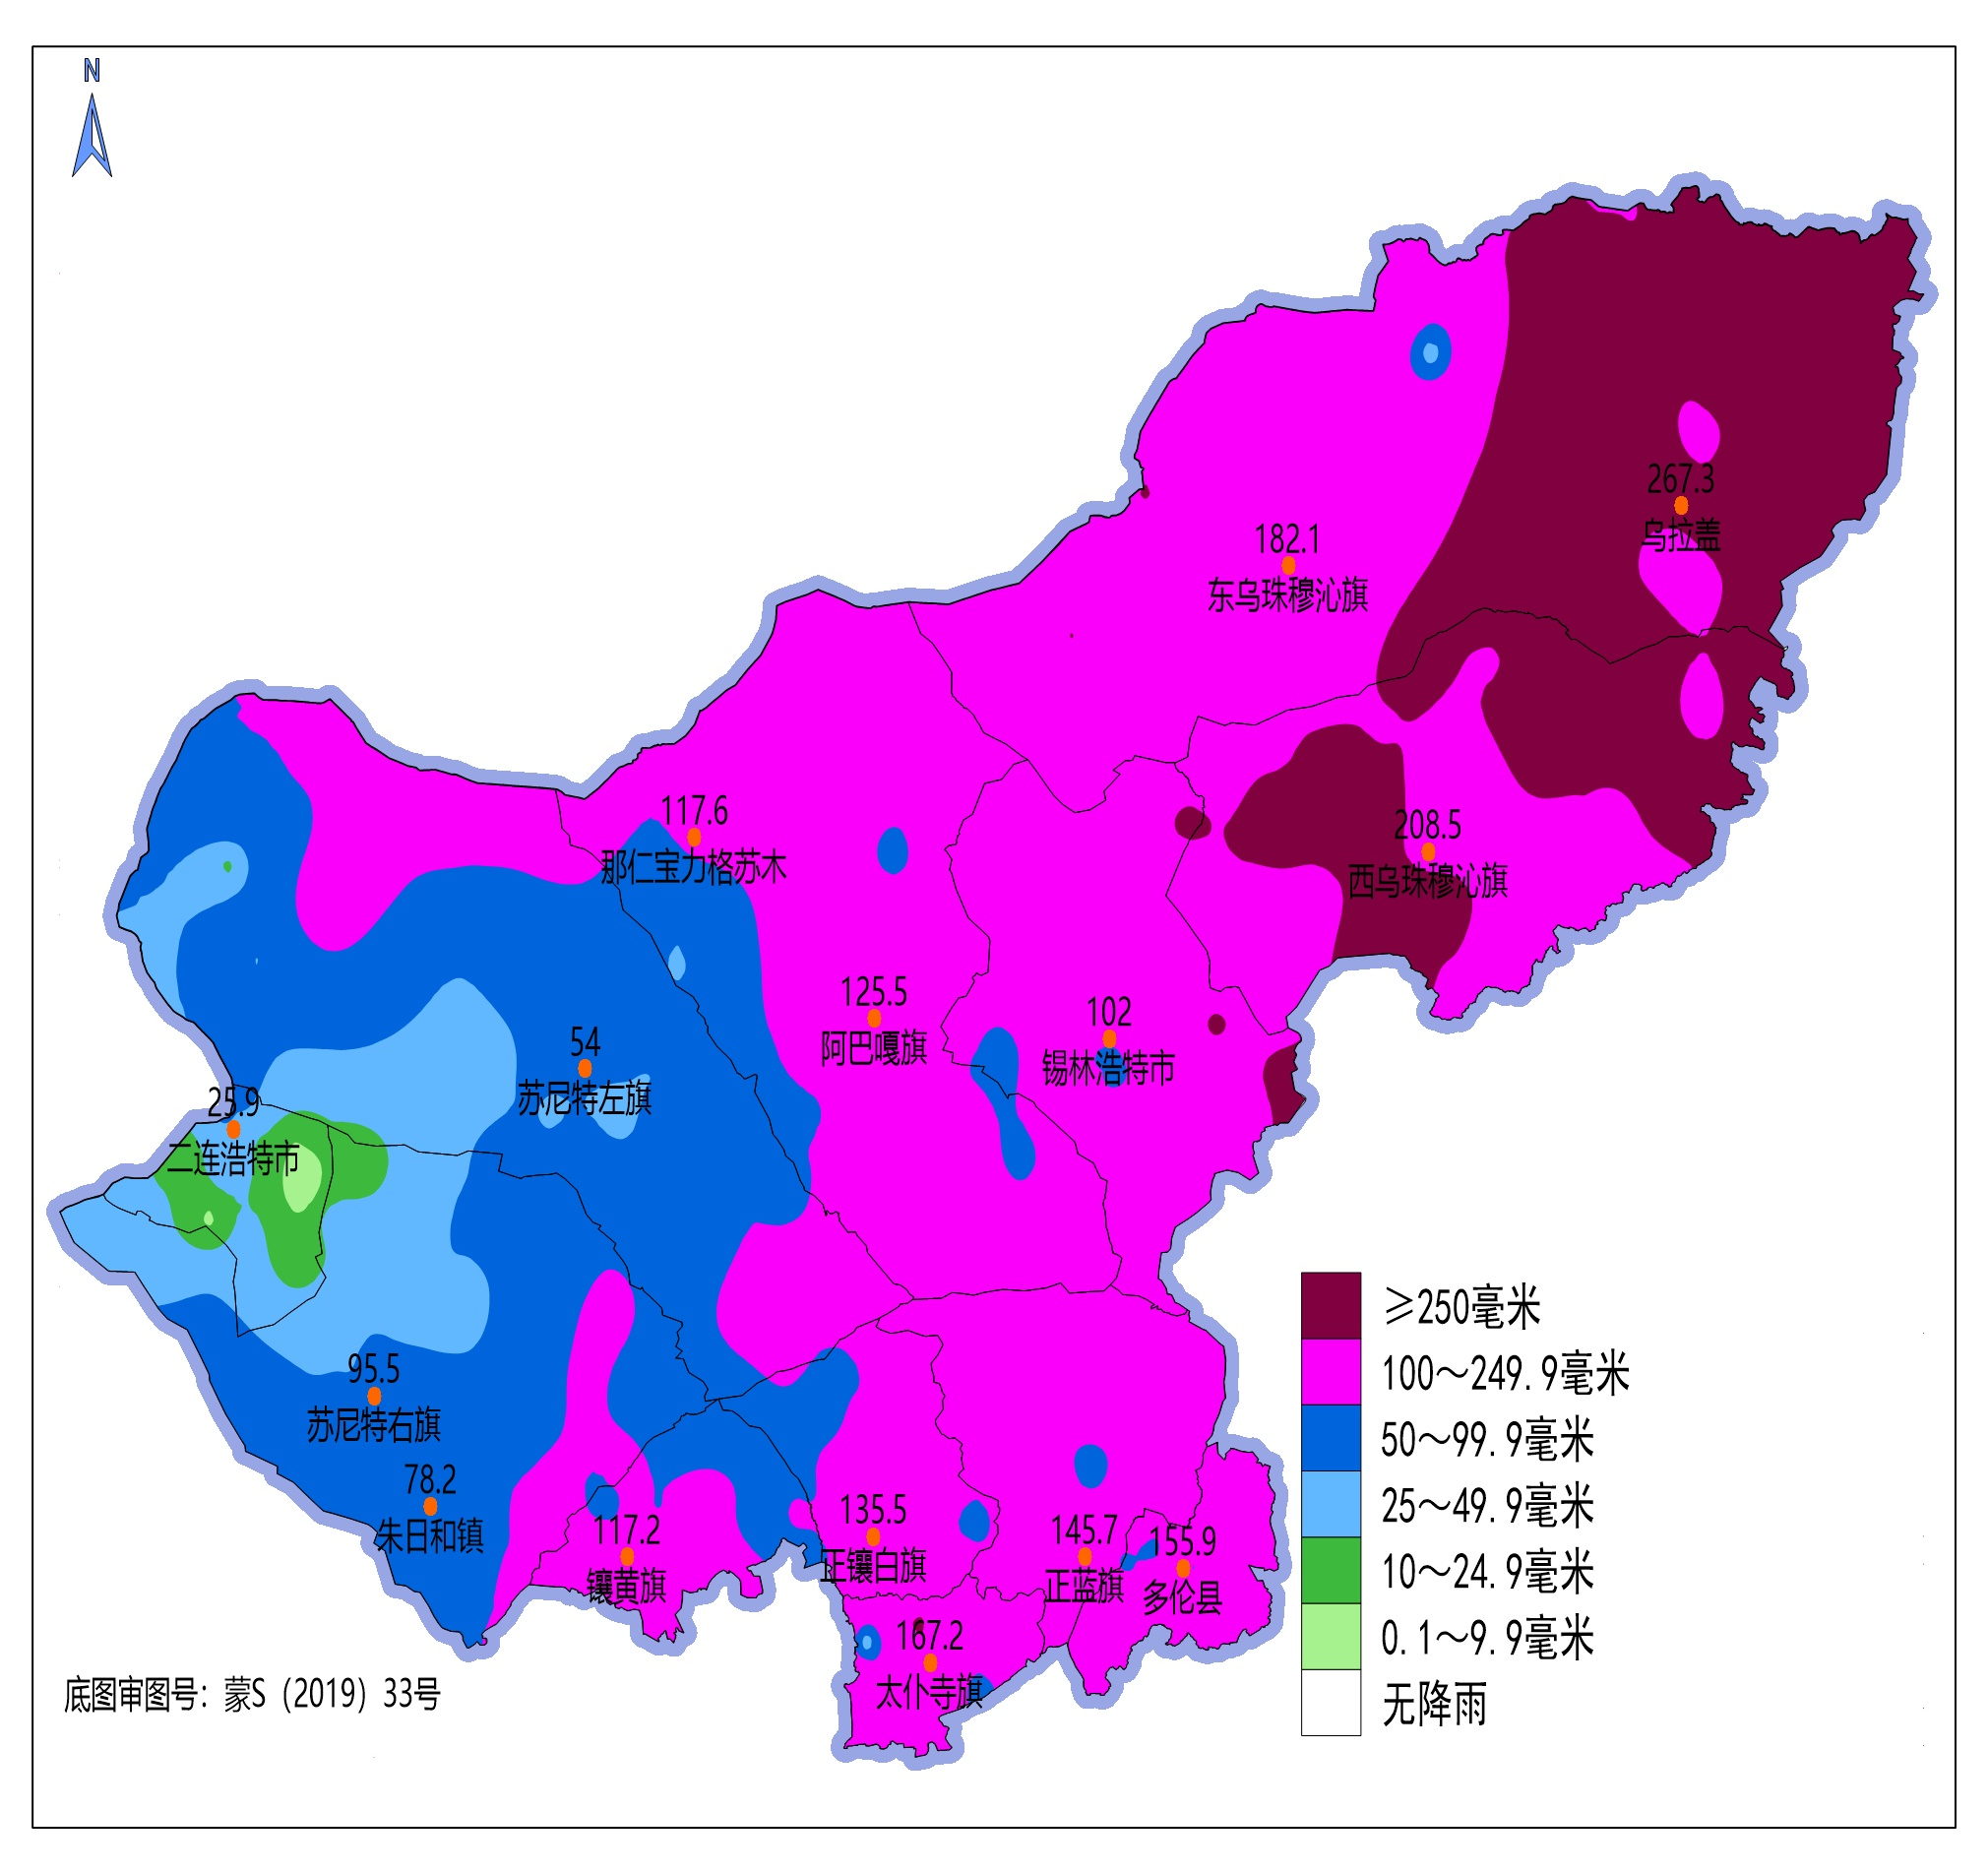 N
267.3
乌拉盖
182.1
东乌珠穆沁旗
117.6
那仁宝力格苏木
208.5
西乌珠穆沁旗
125.5
阿巴嘎旗
102
锡林浩特市
54
苏尼特左旗
25.9
二连浩特市
95.5
苏尼特右旗
78.2
朱日和镇
117.2
镶黄旗
135.5
正镶白旗
145.7
正蓝旗
155.9
多伦县
167.2
太仆寺旗
≥250毫米
100～249.9毫米
50～99.9毫米
25～49.9毫米
10～24.9毫米
0.1～9.9毫米
无降雨
底图审图号：蒙S（2019）33号